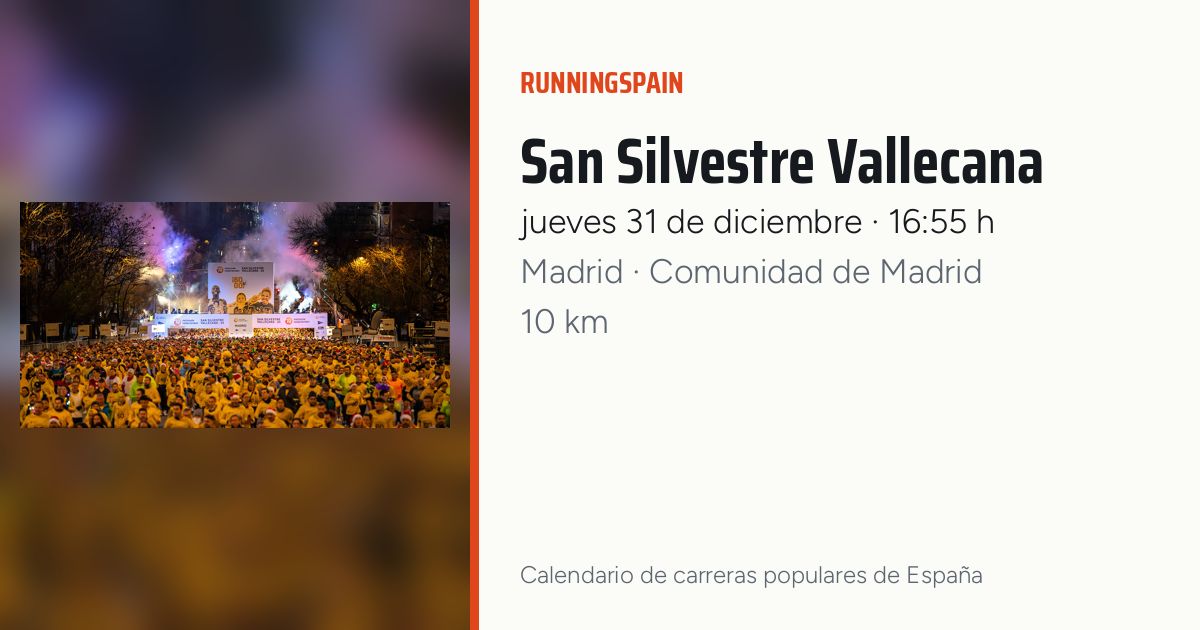 RUNNINGSPAIN
San Silvestre Vallecana
jueves 31 de diciembre · 16:55 h
Madrid · Comunidad de Madrid
10 km
Calendario de carreras populares de España